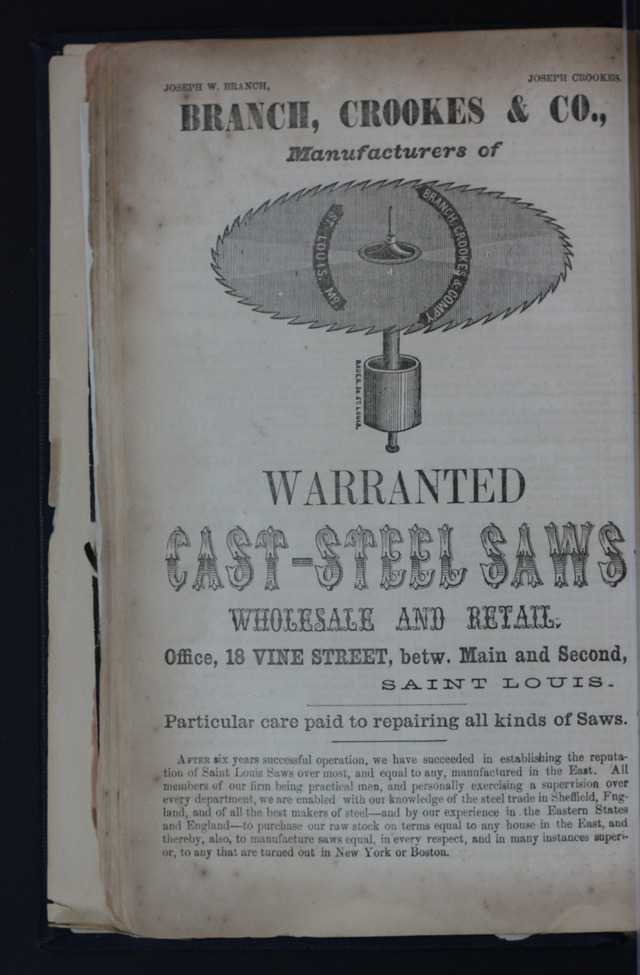 JOSEPH W. BRANCH, JOSEPH CROOKES.
BRANCH, CROOKES & CO.,
Manufacturers of
ST. LOUIS, MO.
BRANCH, CROOKES & COMPY
BAUER. SC ST. LOUIS.
WARRANTED
CAST-STEEL SAWS
WHOLESALE AND RETAIL.
Office, 18 VINE STREET, betw. Main and Second,
SAINT LOUIS.
Particular care paid to repairing all kinds of Saws.
AFTER six years successful operation, we have succeeded in establishing the reputa-
tion of Saint Louis Saws over most, and equal to any, manufactured in the East. All
members of our firm being practical men, and personally exercising a supervision over
every department, we are enabled with our knowledge of the steel trade in Sheffield, Eng-
land, and of all the best makers of steel—and by our experience in the Eastern States
and England—to purchase our raw stock on terms equal to any house in the East, and
thereby, also, to manufacture saws equal, in every respect, and in many instances superi-
or, to any that are turned out in New York or Boston.